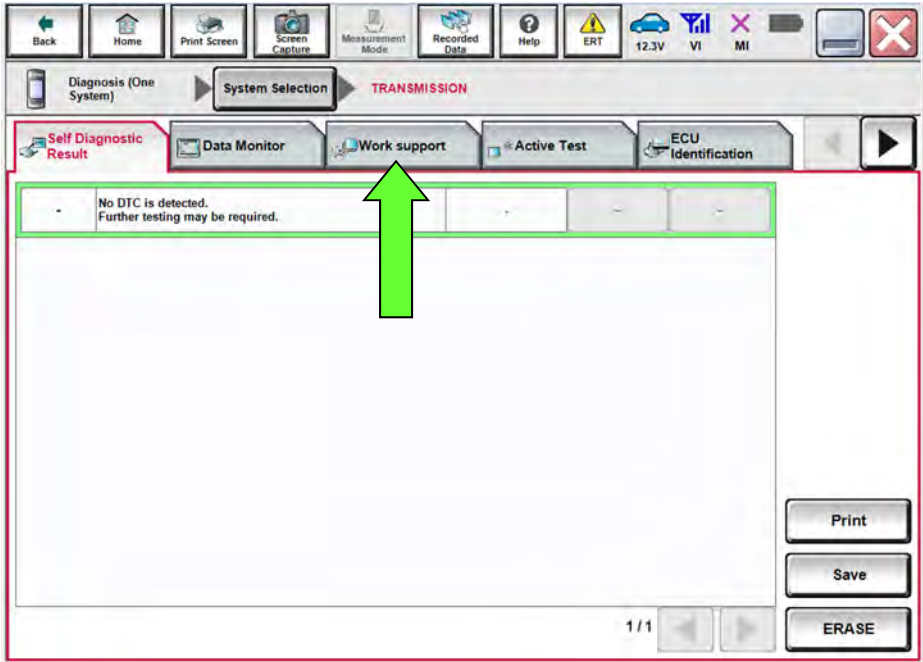 Back
Home
Print Screen
Screen
Capture
Measurement
Mode
Recorded
Data
Help
ERT
12.3V
VI
MI
Diagnosis (One
System)
System Selection
TRANSMISSION
Self Diagnostic
Result
Data Monitor
Work support
Active Test
ECU
Identification
-
No DTC is detected.
Further testing may be required.
-
-
-
Print
Save
1/1
ERASE